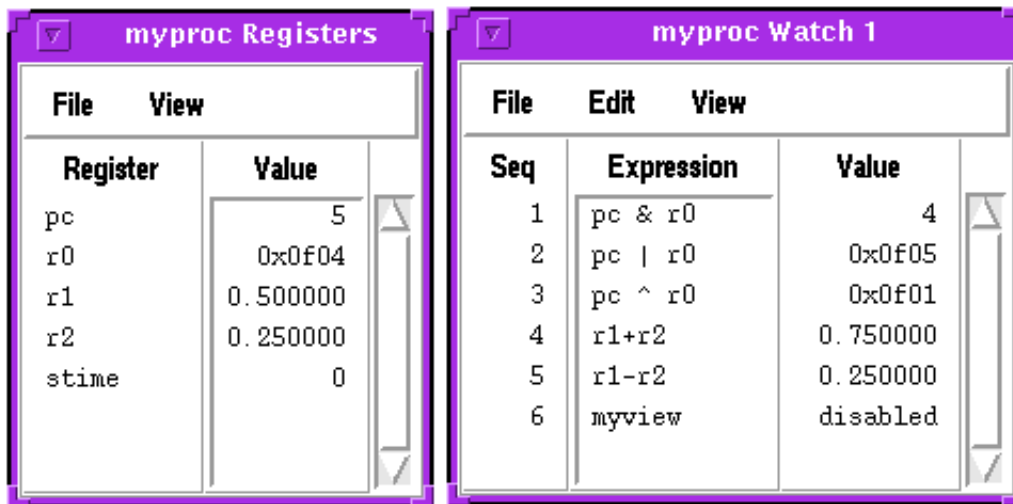 myproc Registers
File View
Register Value
pc 5
r0 0x0f04
r1 0.500000
r2 0.250000
stime 0
myproc Watch 1
File Edit View
Seq Expression Value
1 pc & r0 4
2 pc | r0 0x0f05
3 pc ^ r0 0x0f01
4 r1+r2 0.750000
5 r1-r2 0.250000
6 myview disabled